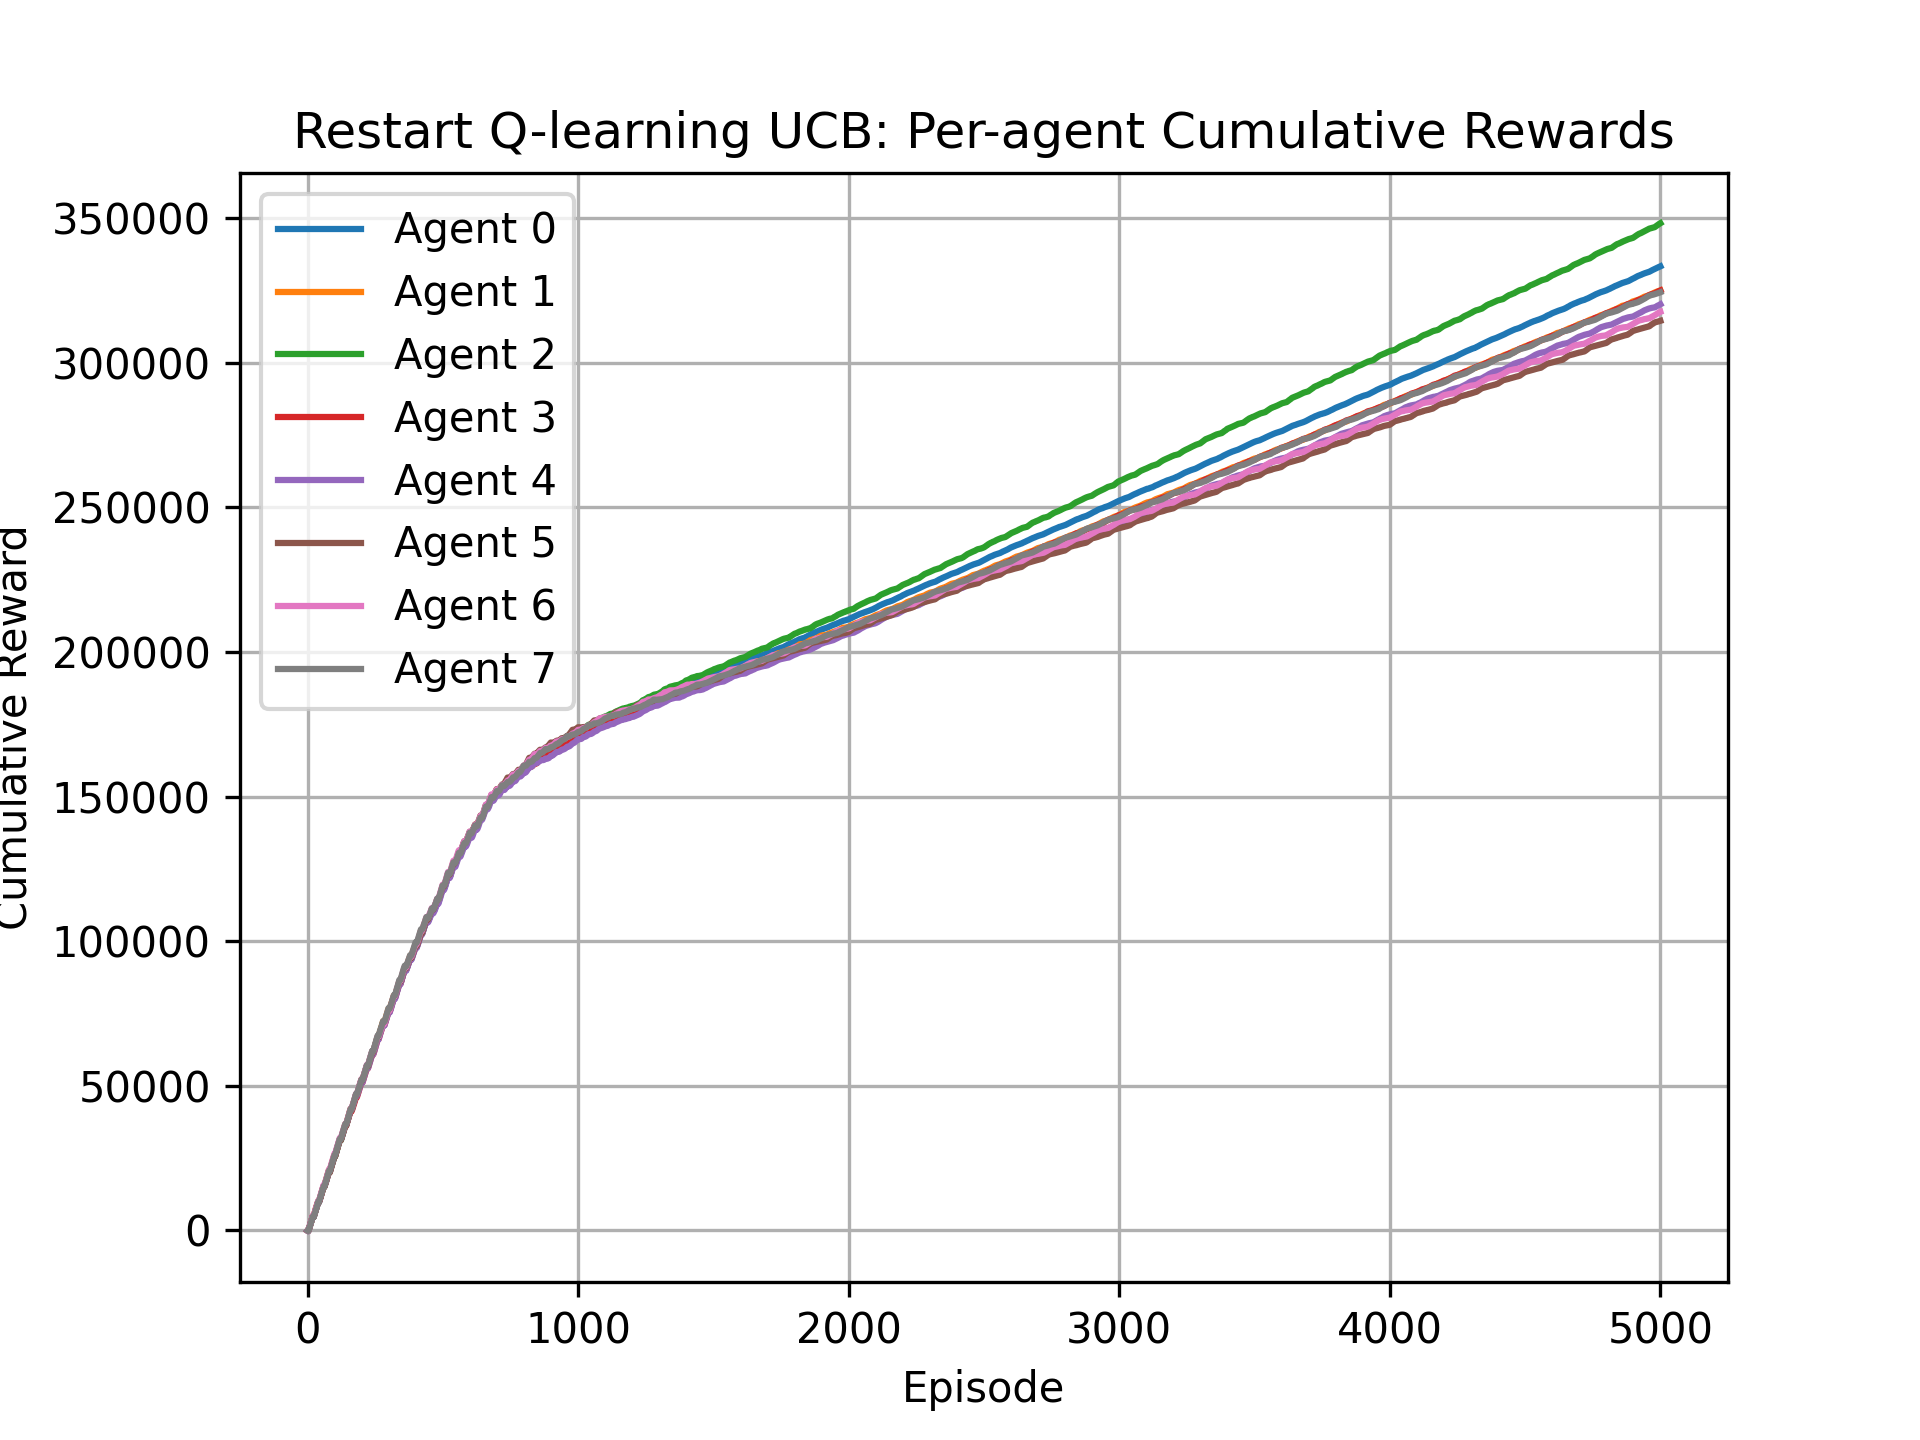 Restart Q-learning UCB: Per-agent Cumulative Rewards
Cumulative Reward
350000
300000
250000
200000
150000
100000
50000
0
Agent 0
Agent 1
Agent 2
Agent 3
Agent 4
Agent 5
Agent 6
Agent 7
0 1000 2000 3000 4000 5000
Episode